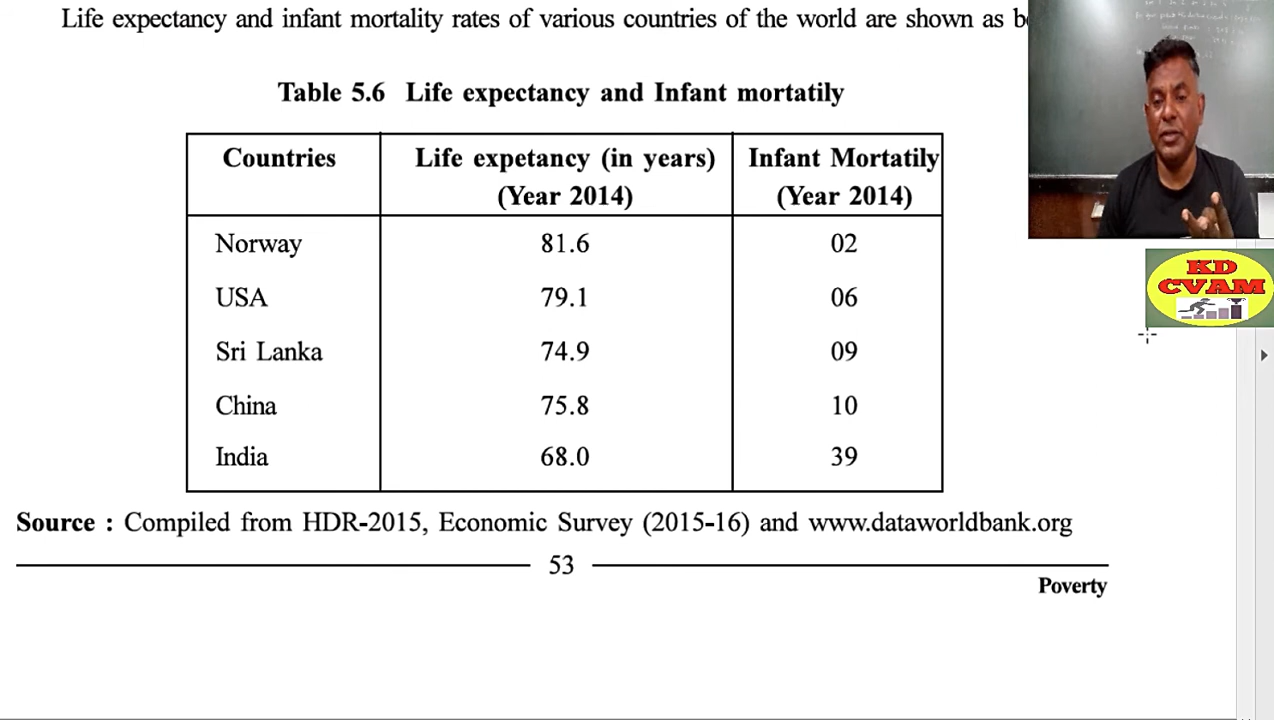 Life expectancy and infant mortality rates of various countries of the world are shown as
Table 5.6 Life expectancy and Infant mortatily
Countries Life expetancy (in years) Infant Mortatily
(Year 2014) (Year 2014)
Norway 81.6 02
USA 79.1 06
Sri Lanka 74.9 09
China 75.8 10
India 68.0 39
Source : Compiled from HDR-2015, Economic Survey (2015-16) and www.dataworldbank.org
53
Poverty
KD
CVAM